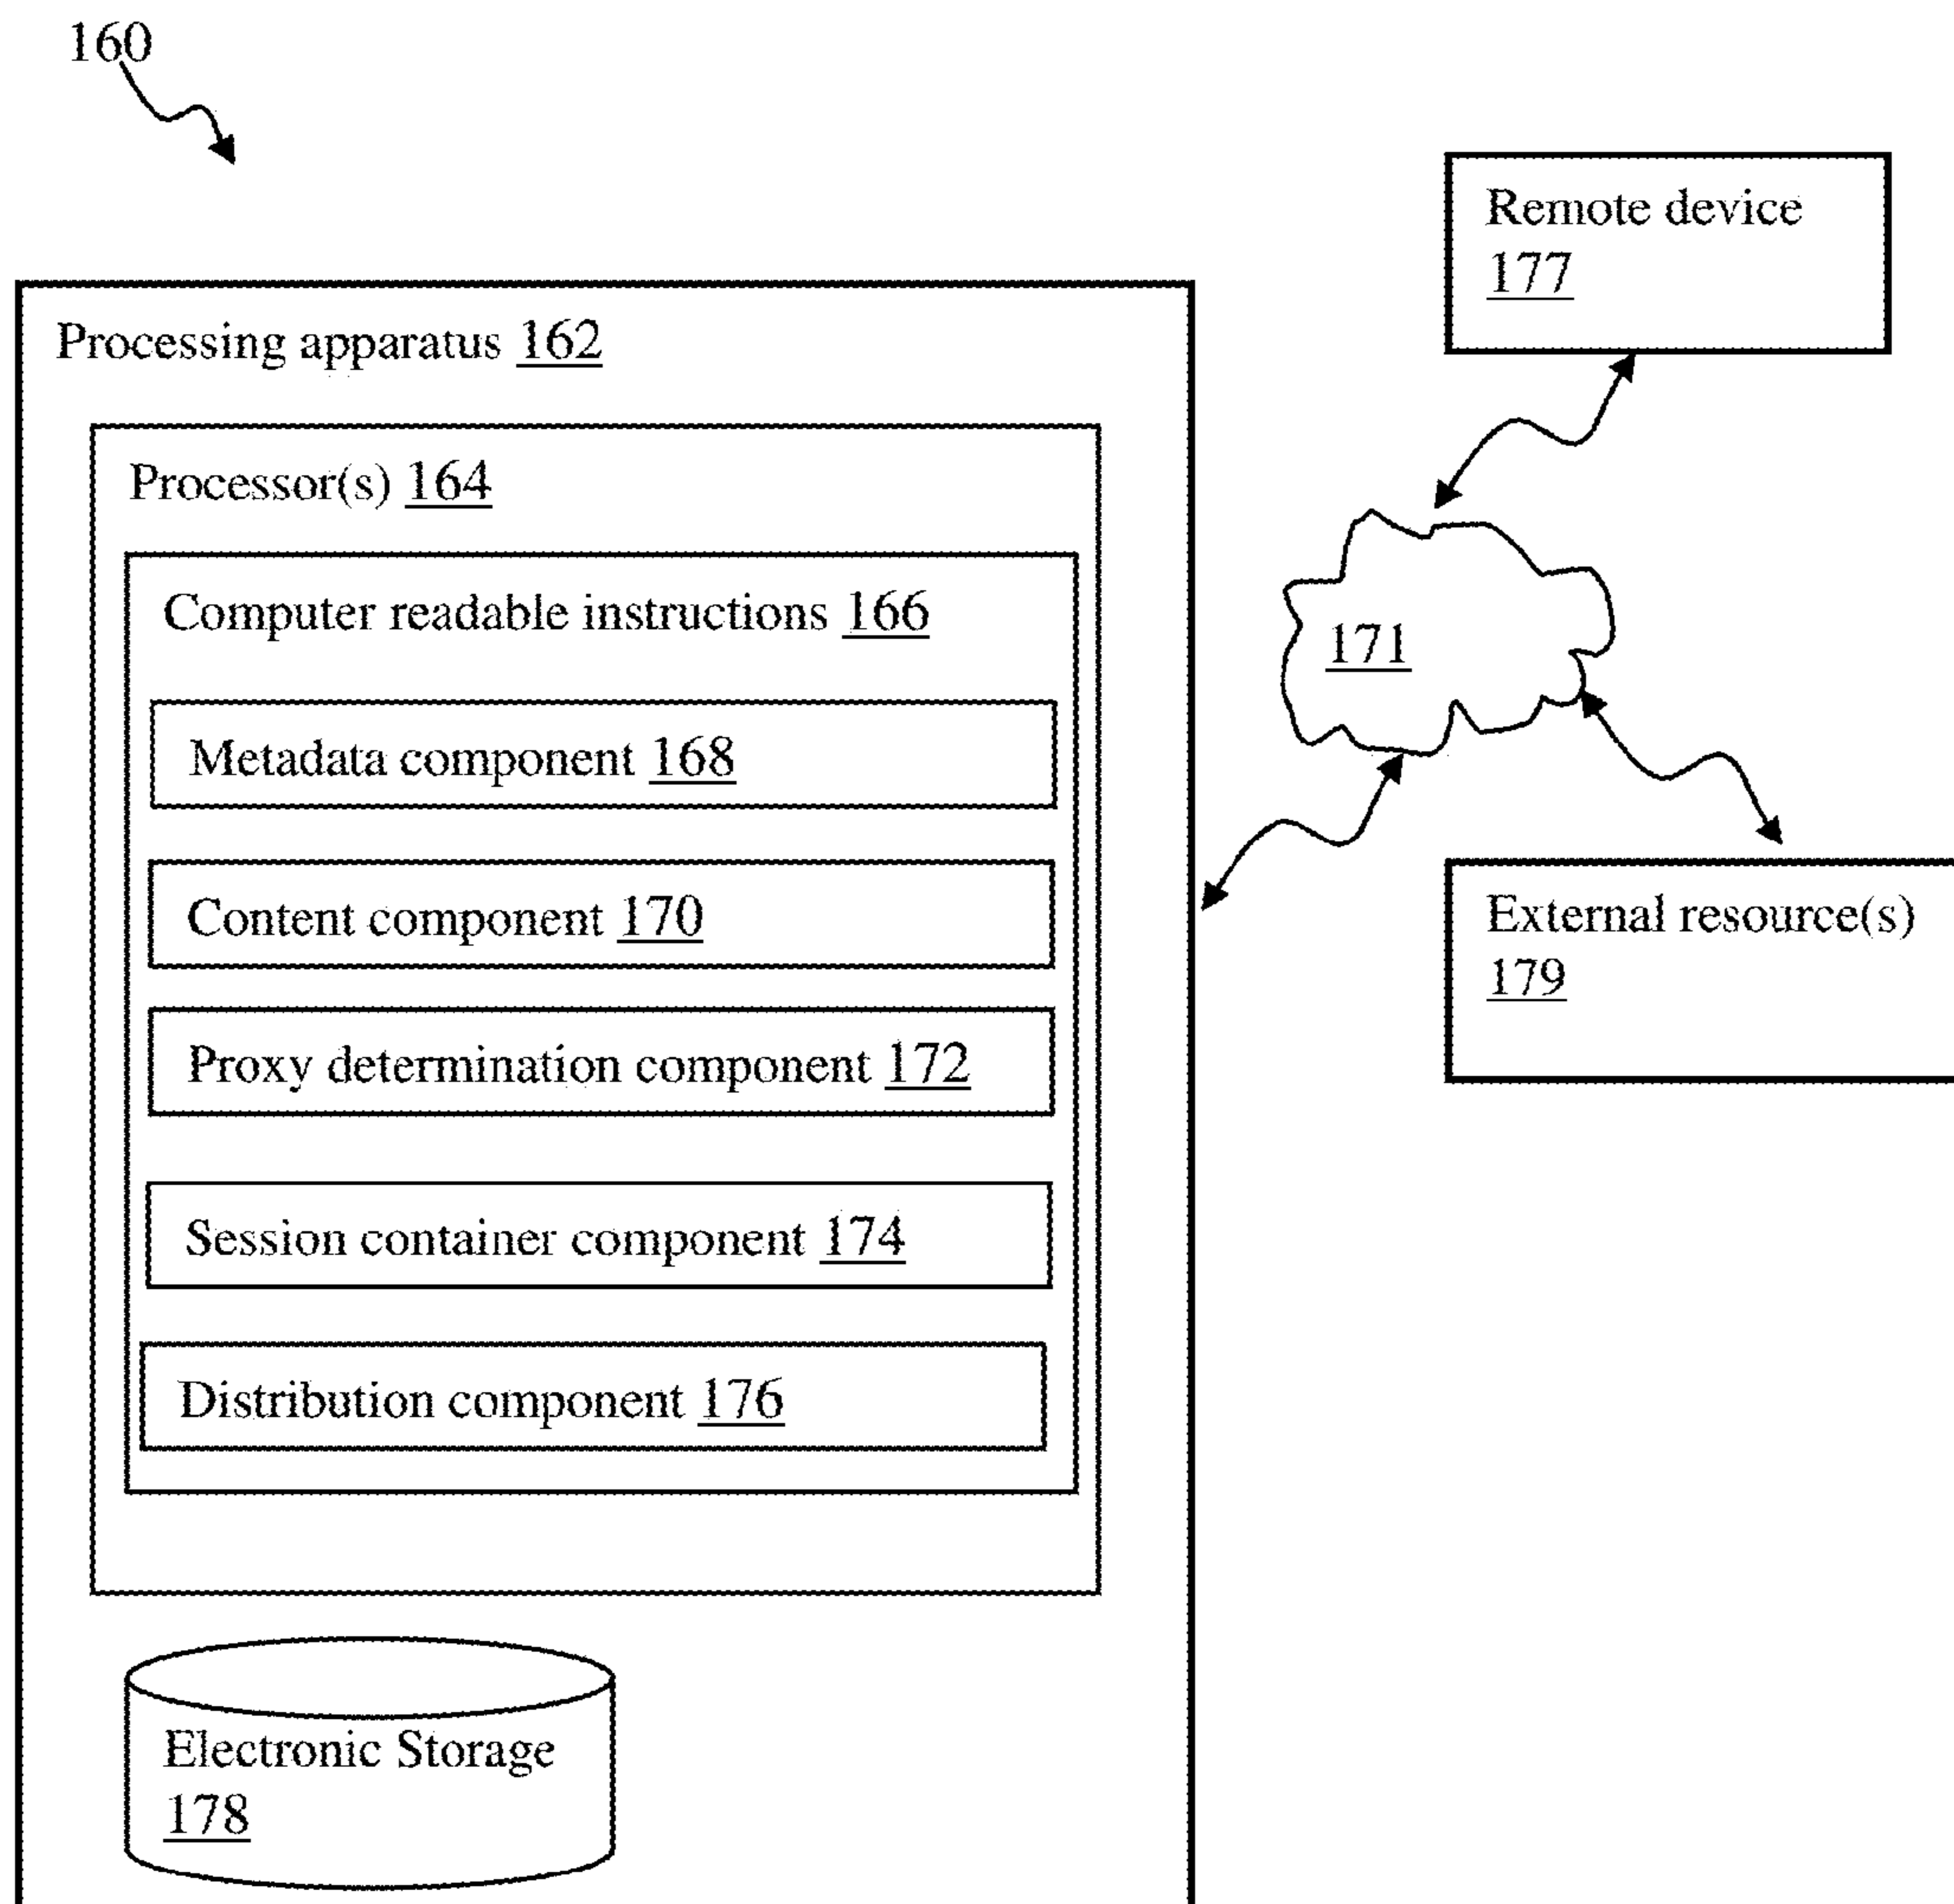 160
Remote device
177
Processing apparatus 162
Processor(s) 164
Computer readable instructions 166
171
Metadata component 168
Content component 170
External resource(s)
179
Proxy determination component 172
Session container component 174
Distribution component 176
Electronic Storage
178